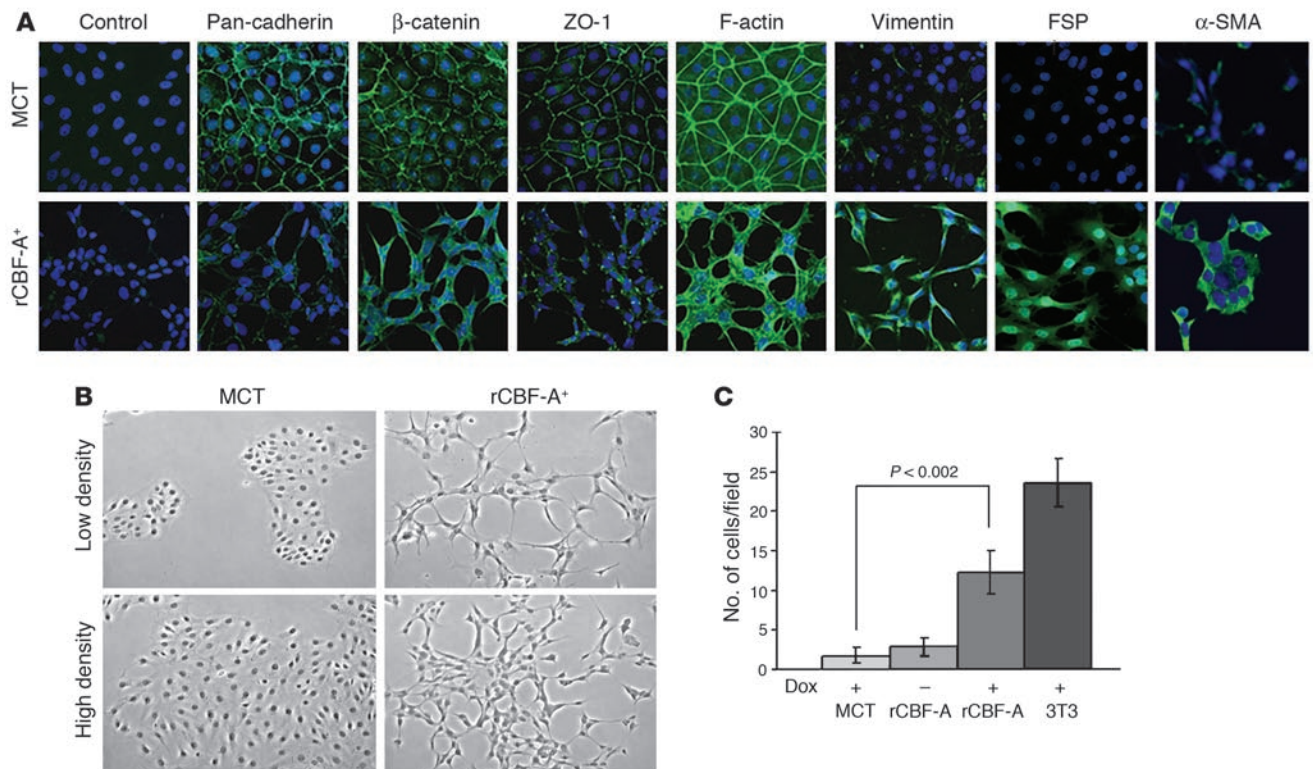 A
Control Pan-cadherin β-catenin ZO-1 F-actin Vimentin FSP α-SMA
MCT
rCBF-A⁺
B
MCT rCBF-A⁺
Low density
High density
C
No. of cells/field
30
25
20
15
10
5
0
P < 0.002
Dox + – + +
MCT rCBF-A rCBF-A 3T3